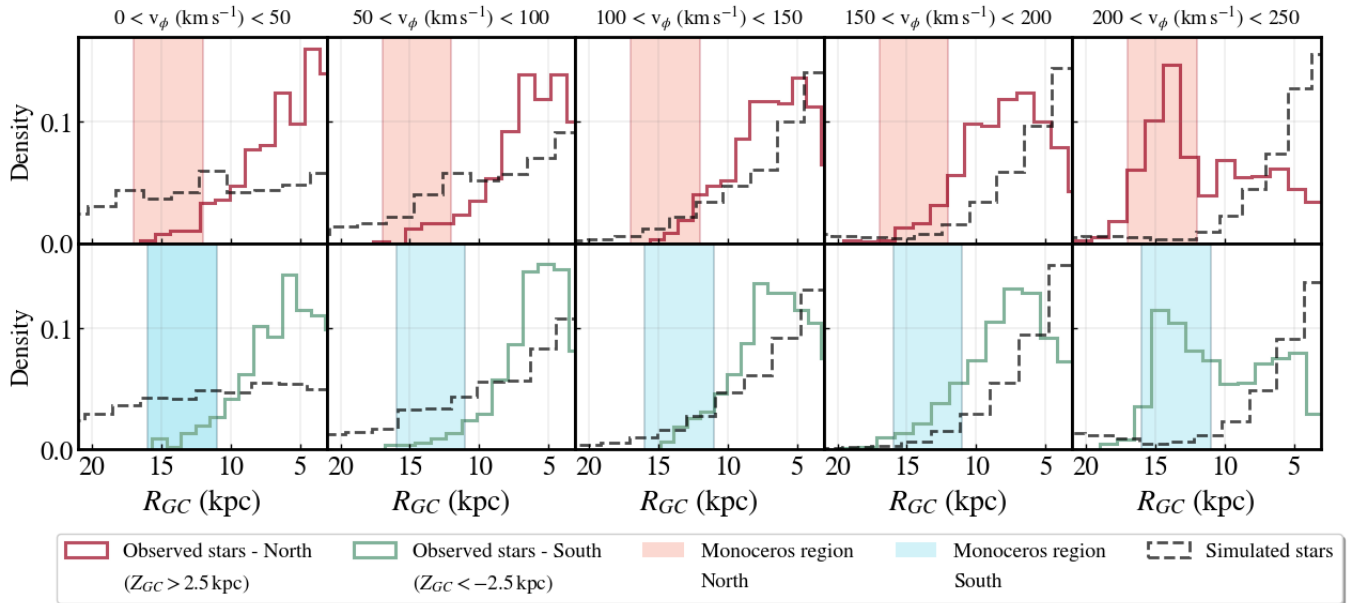 0 < v_ϕ (km s⁻¹) < 50
50 < v_ϕ (km s⁻¹) < 100
100 < v_ϕ (km s⁻¹) < 150
150 < v_ϕ (km s⁻¹) < 200
200 < v_ϕ (km s⁻¹) < 250
Density
0.1
0.0
Density
0.1
0.0
20 15 10 5
20 15 10 5
20 15 10 5
20 15 10 5
20 15 10 5
R_GC (kpc)
R_GC (kpc)
R_GC (kpc)
R_GC (kpc)
R_GC (kpc)
Observed stars - North
(Z_GC > 2.5 kpc)
Observed stars - South
(Z_GC < −2.5 kpc)
Monoceros region
North
Monoceros region
South
Simulated stars